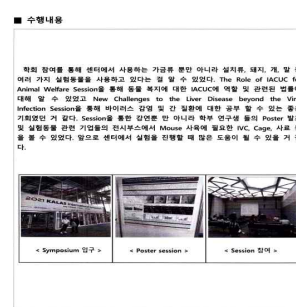 ■ 수행내용
학회 참여를 통해 센터에서 사용하는 가금류 뿐만 아니라 설치류, 돼지, 개, 말
여러 가지 실험동물을 사용하고 있다는 걸 알 수 있었다. The Role of IACUC
Animal Welfare Session을 통해 동물 복지에 대한 IACUC에 역할 및 관련된
대해 알 수 있었고 New Challenges to the Liver Disease beyond the
Infection Session을 통해 바이러스 감염 및 간 질환에 대한 공부 할 수 있는
기회였던 거 같다. Session을 통한 강연뿐 만 아니라 학부 연구생 들의 Poster
및 실험동물 관련 기업들의 전시부스에서 Mouse 사육에 필요한 IVC, Cage, 사료
을 볼 수 있었다. 앞으로 센터에서 실험을 진행할 때 많은 도움이 될 수 있을 거
다.
2021 KALAS
< Symposium 입구 >
< Poster session >
< Session 참여 >